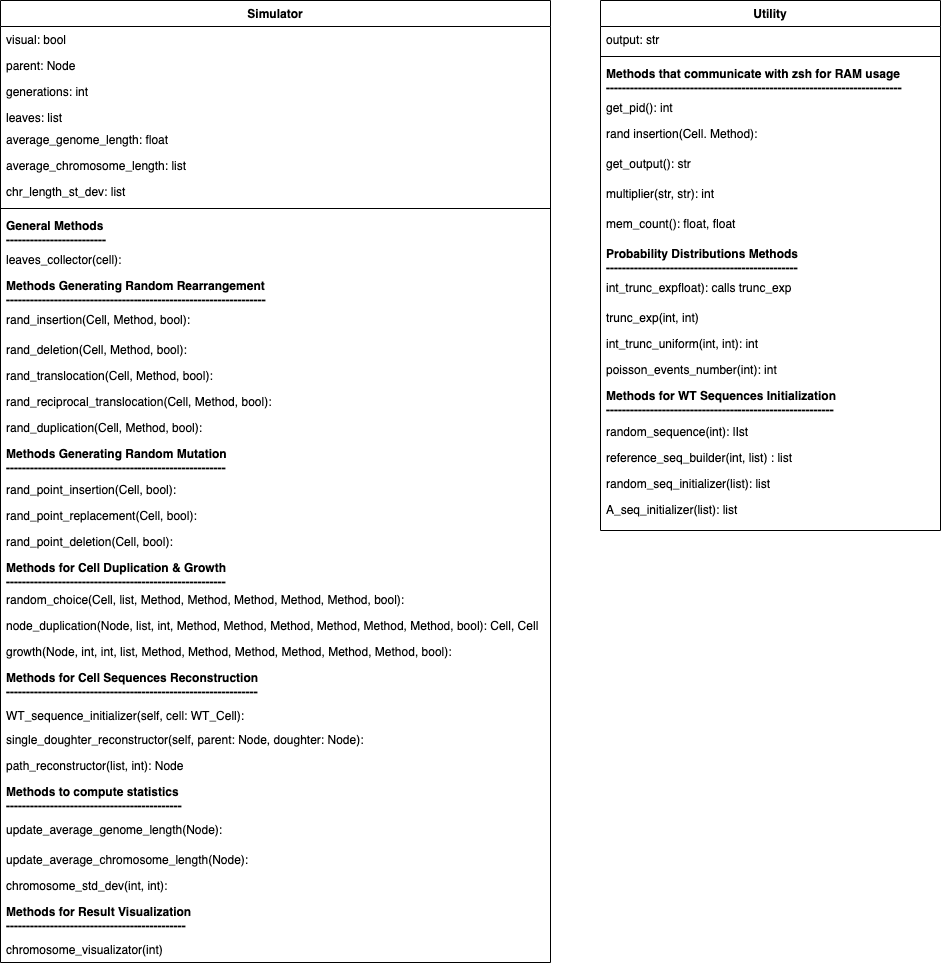 Simulator
visual: bool
parent: Node
generations: int
leaves: list
average_genome_length: float
average_chromosome_length: list
chr_length_st_dev: list
General Methods
-------------------------
leaves_collector(cell):
Methods Generating Random Rearrangement
-----------------------------------------------------------------
rand_insertion(Cell, Method, bool):
rand_deletion(Cell, Method, bool):
rand_translocation(Cell, Method, bool):
rand_reciprocal_translocation(Cell, Method, bool):
rand_duplication(Cell, Method, bool):
Methods Generating Random Mutation
-------------------------------------------------------
rand_point_insertion(Cell, bool):
rand_point_replacement(Cell, bool):
rand_point_deletion(Cell, bool):
Methods for Cell Duplication & Growth
-------------------------------------------------------
random_choice(Cell, list, Method, Method, Method, Method, Method, bool):
node_duplication(Node, list, int, Method, Method, Method, Method, Method, Method, bool): Cell, Cell
growth(Node, int, int, list, Method, Method, Method, Method, Method, Method, bool):
Methods for Cell Sequences Reconstruction
---------------------------------------------------------------
WT_sequence_initializer(self, cell: WT_Cell):
single_doughter_reconstructor(self, parent: Node, doughter: Node):
path_reconstructor(list, int): Node
Methods to compute statistics
--------------------------------------------
update_average_genome_length(Node):
update_average_chromosome_length(Node):
chromosome_std_dev(int, int):
Methods for Result Visualization
---------------------------------------------
chromosome_visualizator(int)
Utility
output: str
Methods that communicate with zsh for RAM usage
--------------------------------------------------------------------------
get_pid(): int
rand insertion(Cell. Method):
get_output(): str
multiplier(str, str): int
mem_count(): float, float
Probability Distributions Methods
------------------------------------------------
int_trunc_expfloat): calls trunc_exp
trunc_exp(int, int)
int_trunc_uniform(int, int): int
poisson_events_number(int): int
Methods for WT Sequences Initialization
---------------------------------------------------------
random_sequence(int): lIst
reference_seq_builder(int, list) : list
random_seq_initializer(list): list
A_seq_initializer(list): list